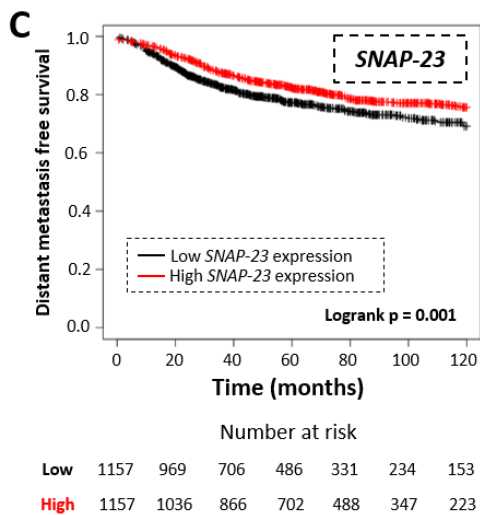 C
SNAP-23
Distant metastasis free survival
1.0
0.8
0.6
0.4
0.2
0.0
Low SNAP-23 expression
High SNAP-23 expression
Logrank p = 0.001
0 20 40 60 80 100 120
Time (months)
Number at risk
Low 1157 969 706 486 331 234 153
High 1157 1036 866 702 488 347 223